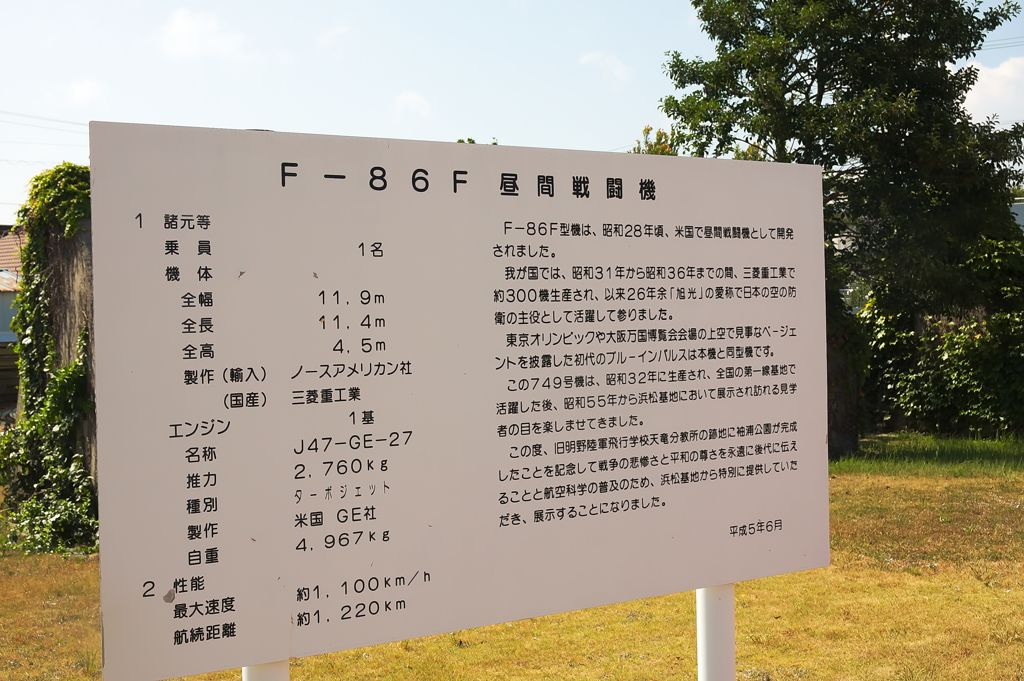 F－86F 昼間戦闘機
1 諸元等
乗員 1名
機体
全幅 11．9m
全長 11．4m
全高 4．5m
製作（輸入） ノースアメリカン社
（国産） 三菱重工業
エンジン 1基
名称 J47－GE－27
推力 2，760kg
種別 ターボジェット
製作 米国 GE社
自重 4，967kg
2 性能
最大速度 約1，100km／h
航続距離 約1，220km
F－86F型機は、昭和28年頃、米国で昼間戦闘機として開発
されました。
我が国では、昭和31年から昭和36年までの間、三菱重工業で
約300機生産され、以来26年余「旭光」の愛称で日本の空の防
衛の主役として活躍して参りました。
東京オリンピックや大阪万国博覧会会場の上空で見事なページェ
ントを披露した初代のブルーインパルスは本機と同型機です。
この749号機は、昭和32年に生産され、全国の第一線基地で
活躍した後、昭和55年から浜松基地において展示され訪れる見学
者の目を楽しませてきました。
この度、旧明野陸軍飛行学校天竜分教所の跡地に袖浦公園が完成
したことを記念して戦争の悲惨さと平和の尊さを永遠に後代に伝え
ることと航空科学の普及のため、浜松基地から特別に提供していた
だき、展示することになりました。
平成5年6月